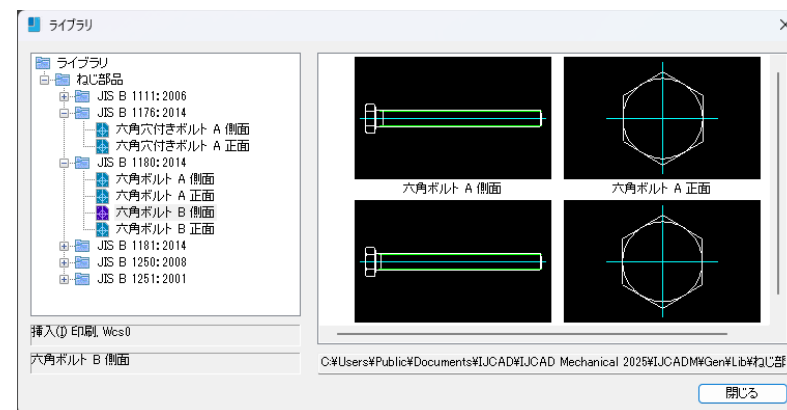 ライブラリ
ライブラリ
ねじ部品
JIS B 1111:2006
JIS B 1176:2014
六角穴付きボルト A 側面
六角穴付きボルト A 正面
JIS B 1180:2014
六角ボルト A 側面
六角ボルト A 正面
六角ボルト B 側面
六角ボルト B 正面
JIS B 1181:2014
JIS B 1250:2008
JIS B 1251:2001
六角ボルト A 側面
六角ボルト A 正面
挿入(I) 印刷, Wcs0
六角ボルト B 側面
C:¥Users¥Public¥Documents¥IJCAD¥IJCAD Mechanical 2025¥IJCADM¥Gen¥Lib¥ねじ部
閉じる